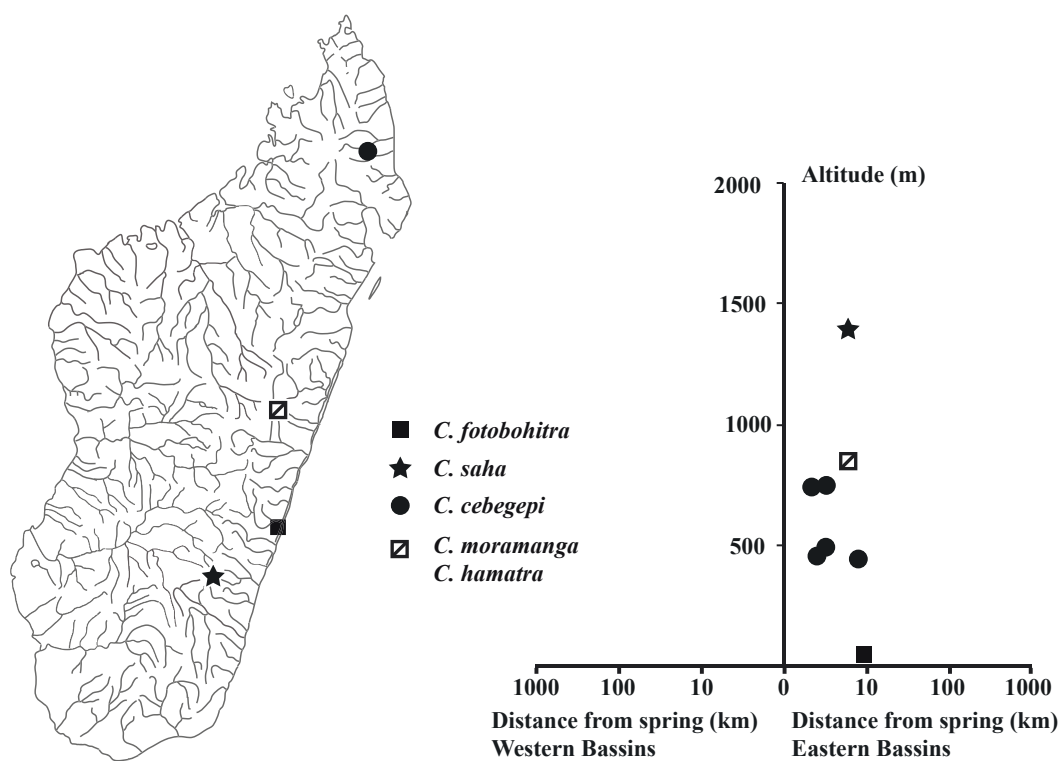 C. fotobohitra
C. saha
C. cebegepi
C. moramanga
C. hamatra
Altitude (m)
2000
1500
1000
500
1000 100 10 0 10 100 1000
Distance from spring (km)
Western Bassins
Distance from spring (km)
Eastern Bassins